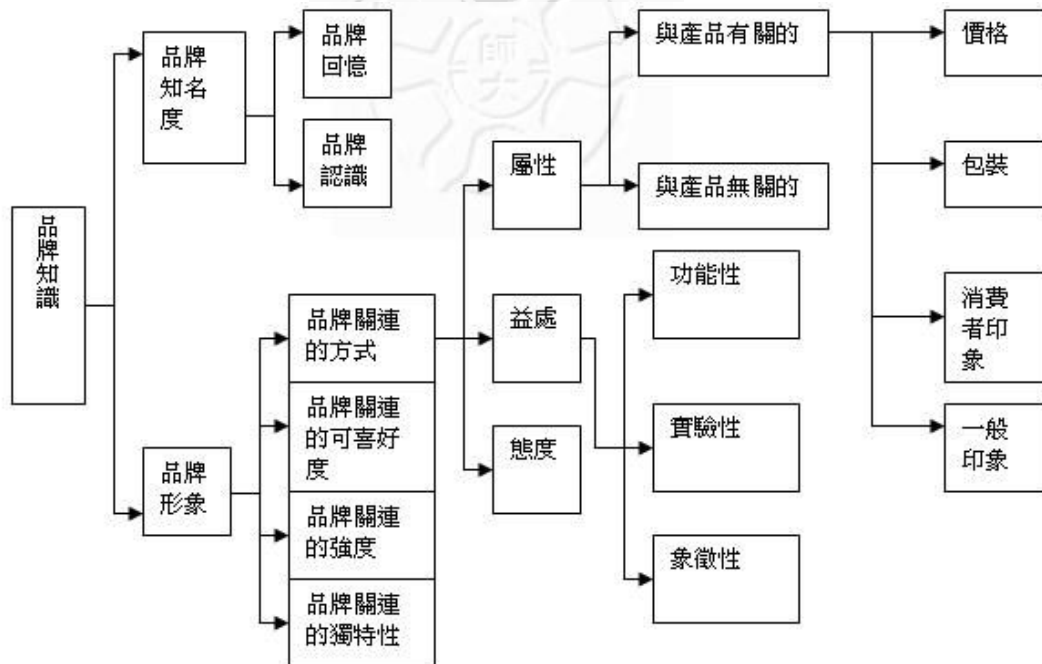 品牌知識
品牌
知名
度
品牌
形象
品牌
回憶
品牌
認識
品牌關連
的方式
品牌關連
的可喜好
度
品牌關連
的強度
品牌關連
的獨特性
屬性
益處
態度
與產品有關的
與產品無關的
功能性
實驗性
象徵性
價格
包裝
消費
者印
象
一般
印象
師大